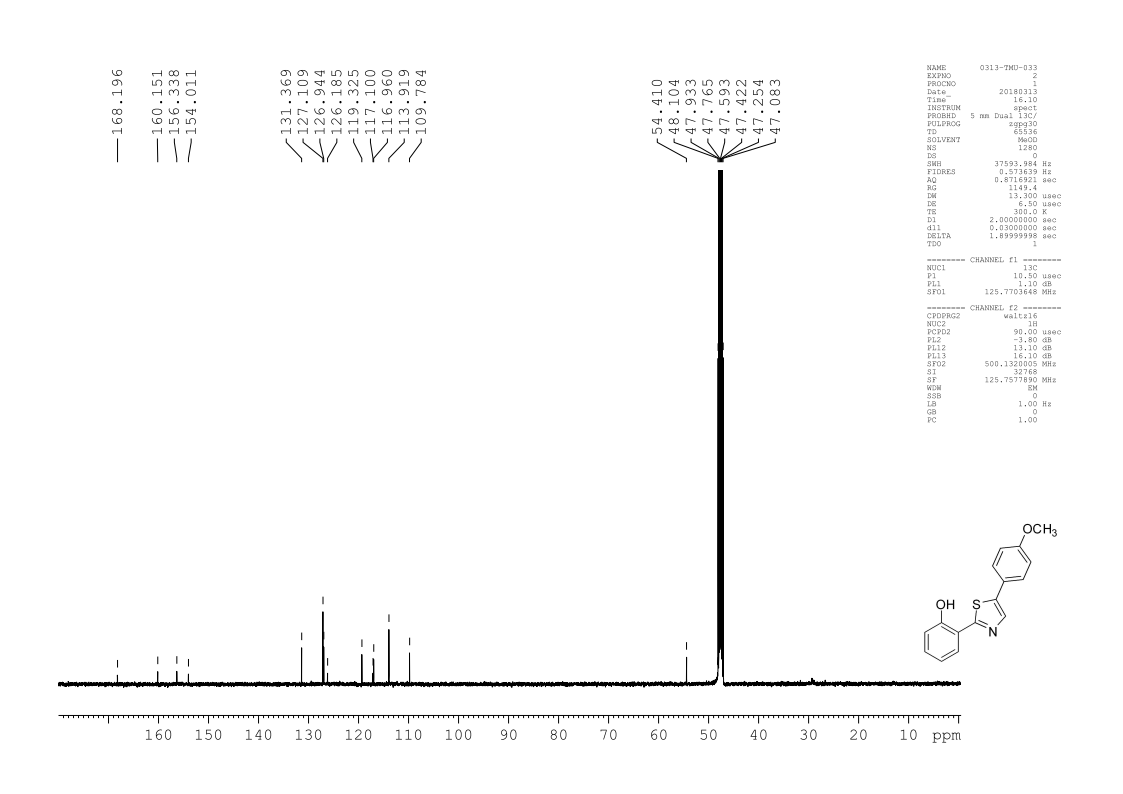 168.196
160.151
156.338
154.011
131.369
127.109
126.944
126.185
119.325
117.100
116.960
113.919
109.784
54.410
48.104
47.933
47.765
47.593
47.422
47.254
47.083
NAME 0313-TMU-033
EXPNO 2
PROCNO 1
Date_ 20180313
Time 16.10
INSTRUM spect
PROBHD 5 mm Dual 13C/
PULPROG zgpg30
TD 65536
SOLVENT MeOD
NS 1280
DS 0
SWH 37593.984 Hz
FIDRES 0.573639 Hz
AQ 0.8716921 sec
RG 1149.4
DW 13.300 usec
DE 6.50 usec
TE 300.0 K
D1 2.00000000 sec
d11 0.03000000 sec
DELTA 1.89999998 sec
TD0 1
======== CHANNEL f1 ========
NUC1 13C
P1 10.50 usec
PL1 1.10 dB
SFO1 125.7703648 MHz
======== CHANNEL f2 ========
CPDPRG2 waltz16
NUC2 1H
PCPD2 90.00 usec
PL2 -3.80 dB
PL12 13.10 dB
PL13 16.10 dB
SFO2 500.1320005 MHz
SI 32768
SF 125.7577890 MHz
WDW EM
SSB 0
LB 1.00 Hz
GB 0
PC 1.00
OCH3
OH
S
N
160 150 140 130 120 110 100 90 80 70 60 50 40 30 20 10 ppm